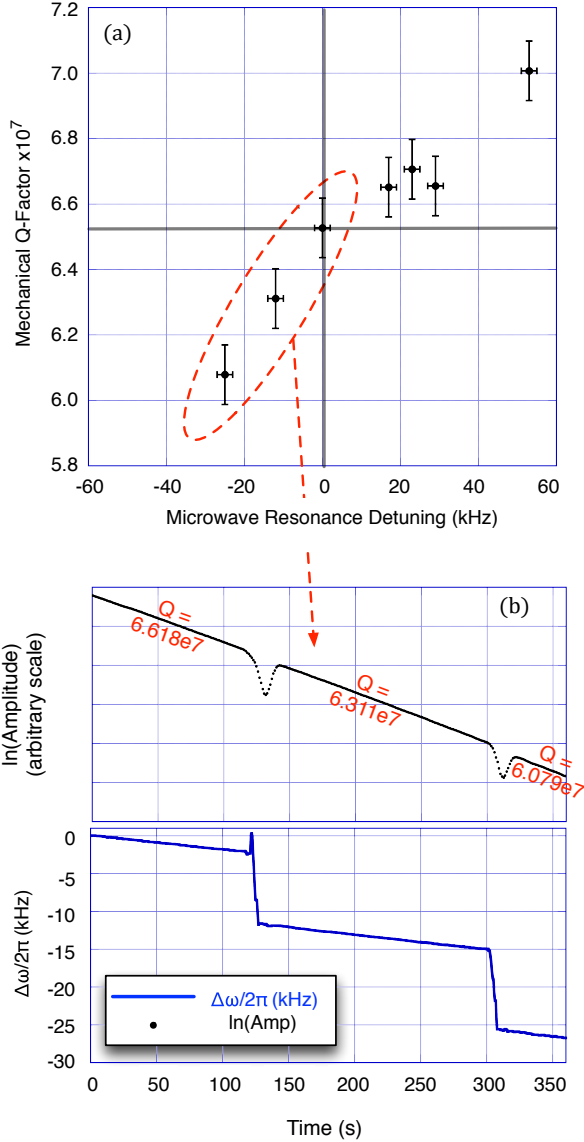 7.2
(a)
7.0
6.8
6.6
6.4
6.2
6.0
5.8
Mechanical Q-Factor x10⁷
-60 -40 -20 0 20 40 60
Microwave Resonance Detuning (kHz)
(b)
Q =
6.618e7
Q =
6.311e7
Q =
6.079e7
ln(Amplitude)
(arbitrary scale)
0
-5
-10
-15
-20
-25
-30
Δω/2π (kHz)
Δω/2π (kHz)
ln(Amp)
0 50 100 150 200 250 300 350
Time (s)